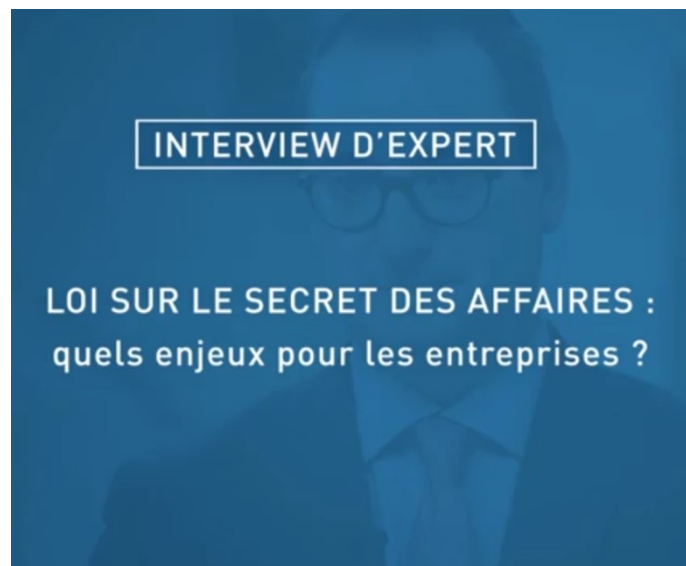 INTERVIEW D'EXPERT
LOI SUR LE SECRET DES AFFAIRES :
quels enjeux pour les entreprises ?